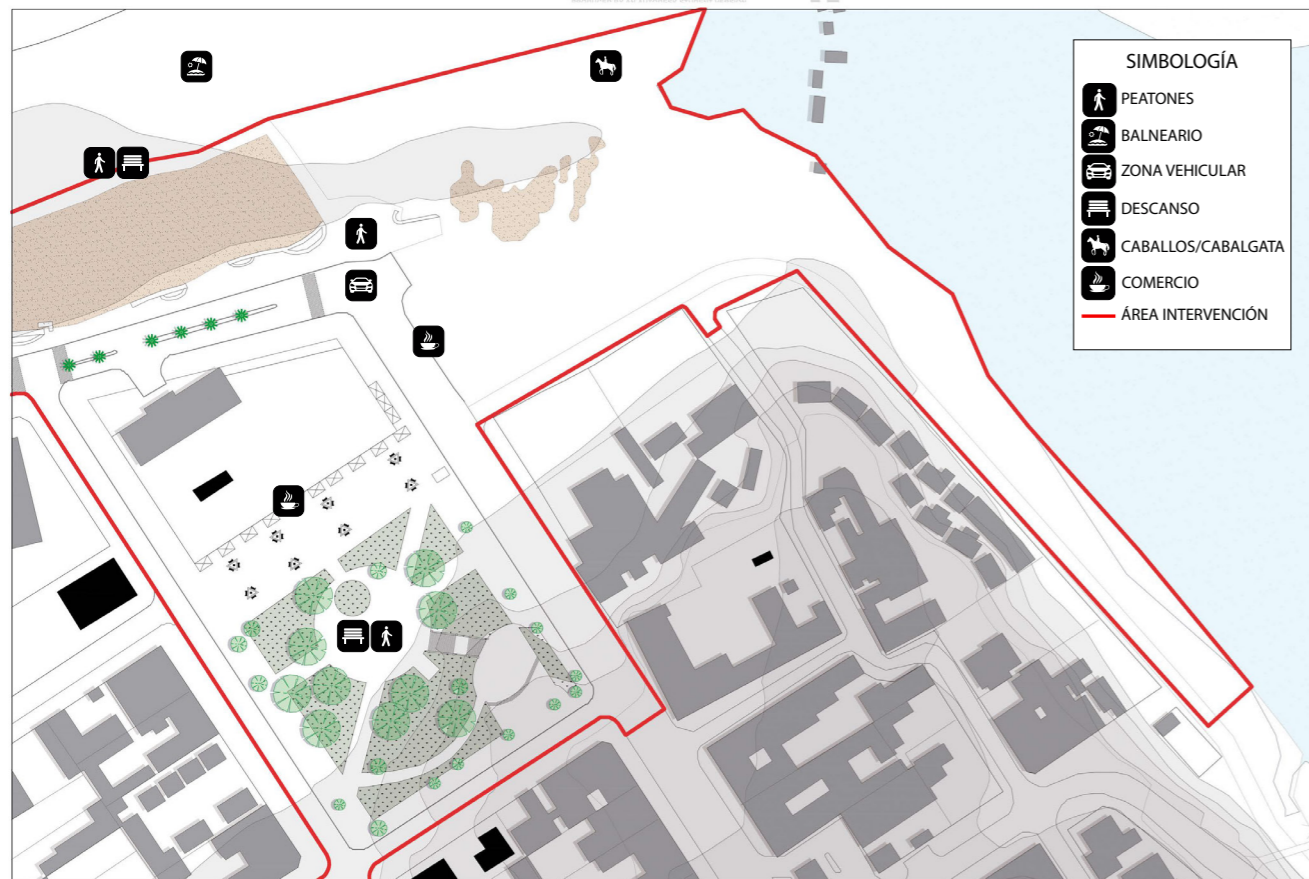 SIMBOLOGÍA
PEATONES
BALNEARIO
ZONA VEHICULAR
DESCANSO
CABALLOS/CABALGATA
COMERCIO
ÁREA INTERVENCIÓN